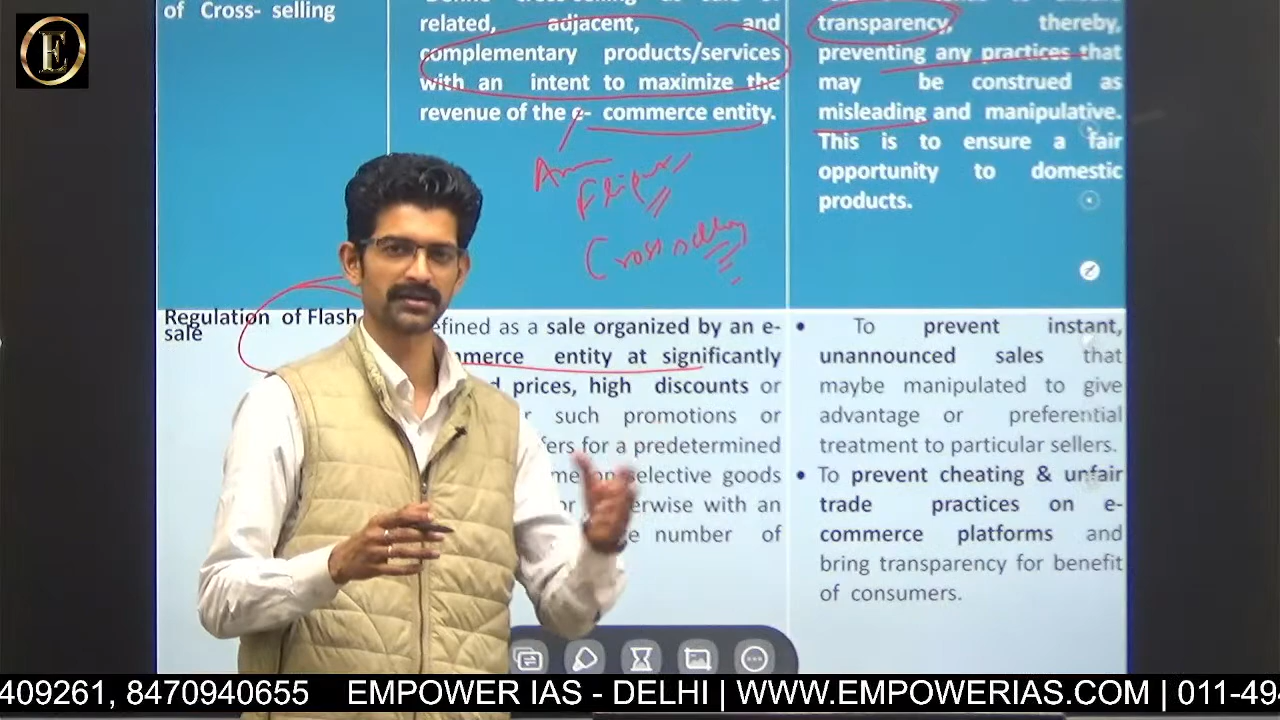 E
of Cross- selling
related, adjacent, and
complementary products/services
with an intent to maximize the
revenue of the e- commerce entity.
transparency, thereby,
preventing any practices that
may be construed as
misleading and manipulative.
This is to ensure a fair
opportunity to domestic
products.
Cross selling
Regulation of Flash
sale
sale organized by an e-
entity at significantly
prices, high discounts or
such promotions or
for a predetermined
on selective goods
with an
number of
• To prevent instant,
unannounced sales that
maybe manipulated to give
advantage or preferential
treatment to particular sellers.
• To prevent cheating & unfair
trade practices on e-
commerce platforms and
bring transparency for benefit
of consumers.
409261, 8470940655 EMPOWER IAS - DELHI | WWW.EMPOWERIAS.COM | 011-49